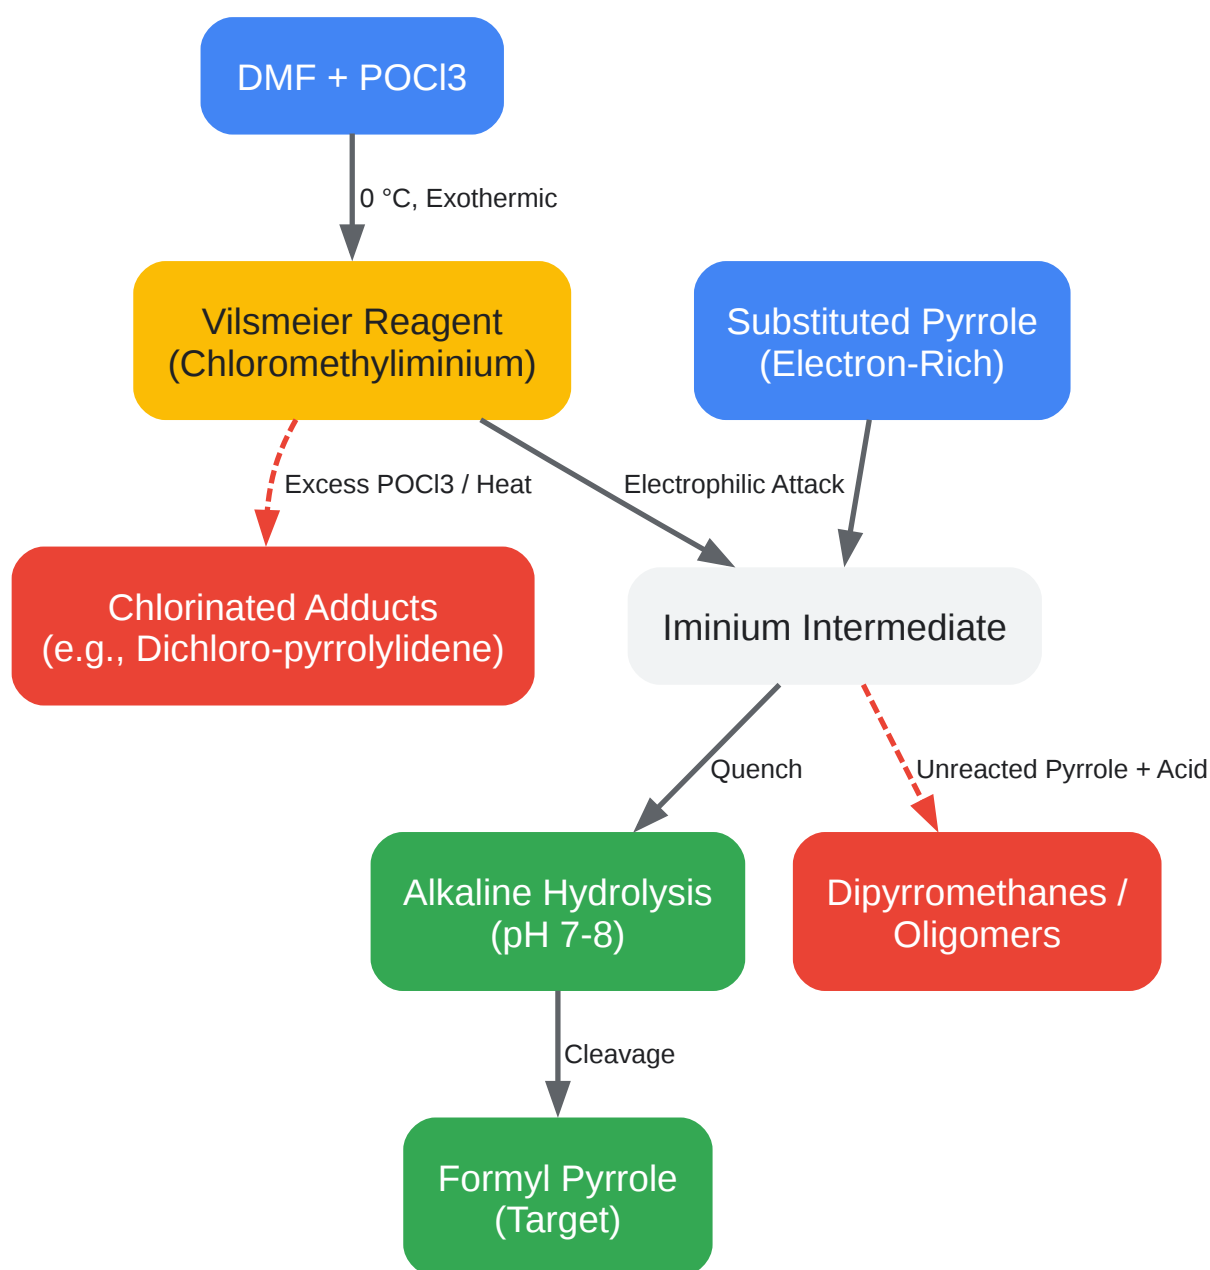 DMF + POCl3
0 °C, Exothermic
Vilsmeier Reagent
(Chloromethyliminium)
Substituted Pyrrole
(Electron-Rich)
Excess POCl3 / Heat
Electrophilic Attack
Chlorinated Adducts
(e.g., Dichloro-pyrrolylidene)
Iminium Intermediate
Quench
Unreacted Pyrrole + Acid
Alkaline Hydrolysis
(pH 7-8)
Dipyrromethanes /
Oligomers
Cleavage
Formyl Pyrrole
(Target)